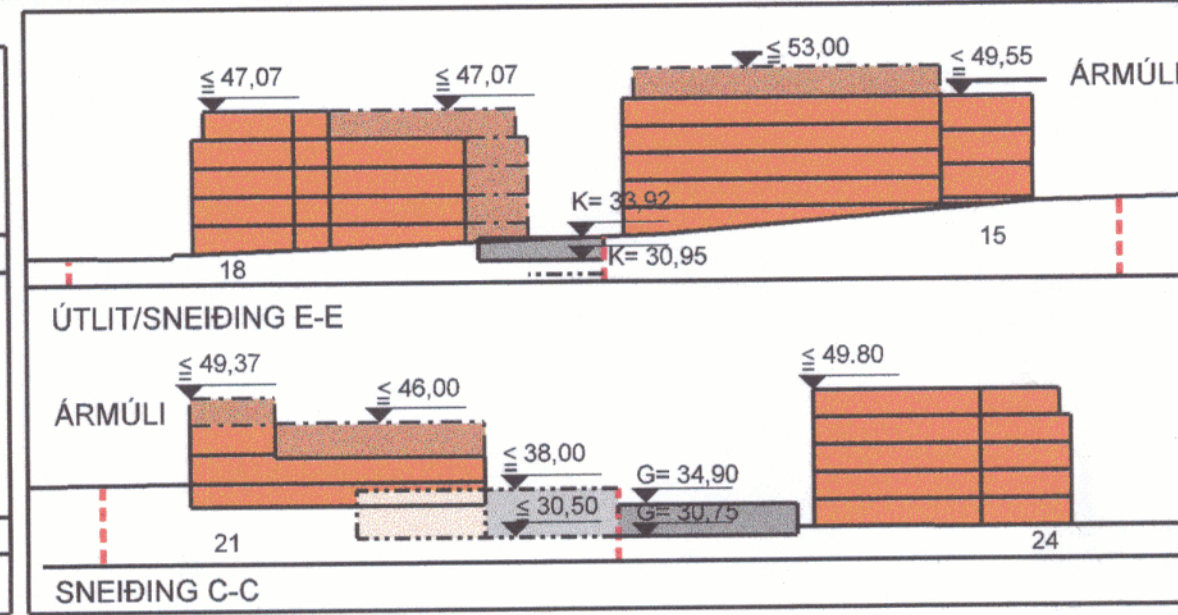 ≦ 47,07
≦ 47,07
≦ 53,00
≦ 49,55
ÁRMÚLI
K= 33,92
K= 30,95
18
15
ÚTLIT/SNEIÐING E-E
≦ 49,37
ÁRMÚLI
≦ 46,00
≦ 49.80
≦ 38,00
G= 34,90
≦ 30,50
G= 30,75
21
24
SNEIÐING C-C